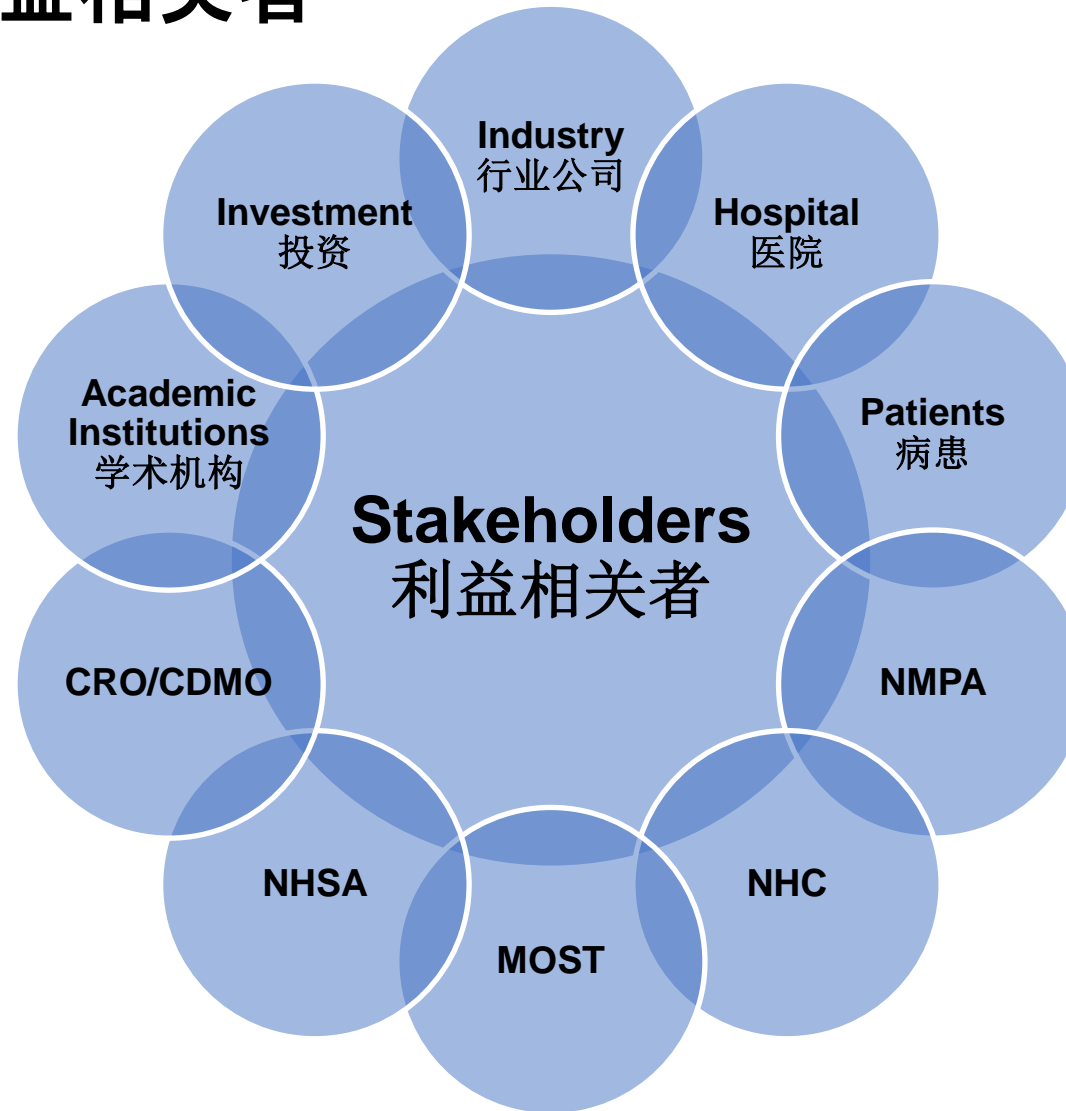 益相关者
Industry
行业公司
Investment
投资
Hospital
医院
Academic
Institutions
学术机构
Patients
病患
Stakeholders
利益相关者
CRO/CDMO
NMPA
NHSA
NHC
MOST